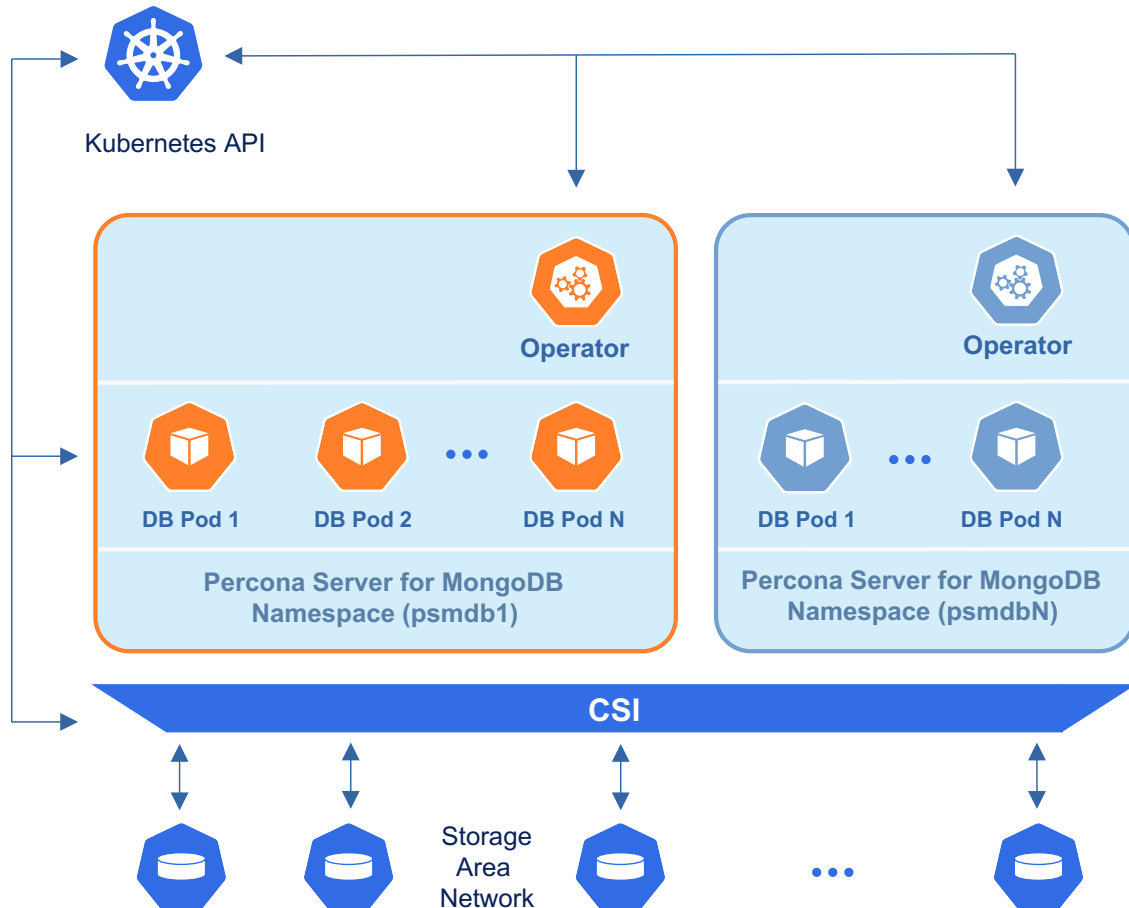 Kubernetes API
Operator
Operator
DB Pod 1
DB Pod 2
DB Pod N
DB Pod 1
DB Pod N
Percona Server for MongoDB
Namespace (psmdb1)
Percona Server for MongoDB
Namespace (psmdbN)
CSI
Storage
Area
Network